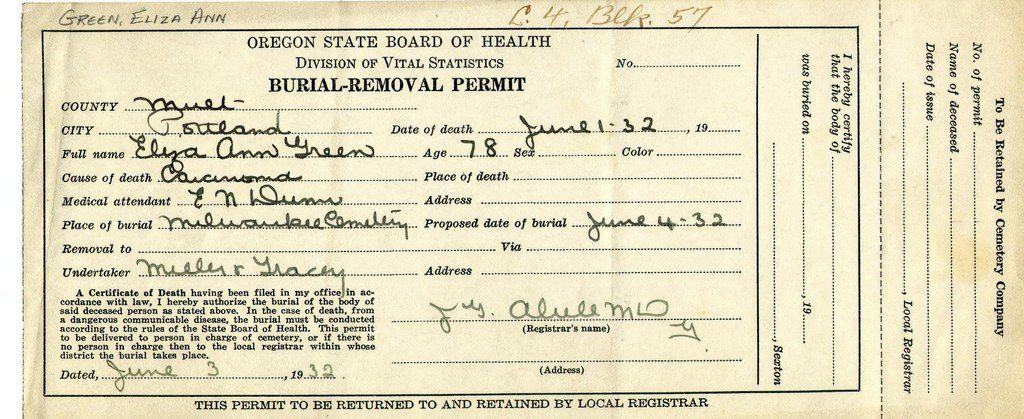 GREEN, ELIZA ANN
L. 4, Blk. 57
OREGON STATE BOARD OF HEALTH
DIVISION OF VITAL STATISTICS No.
BURIAL-REMOVAL PERMIT
COUNTY Mult
CITY Portland Date of death June 1-32 19
Full name Eliza Ann Green Age 78 Sex Color
Cause of death Carcinoma Place of death
Medical attendant E N Dunn Address
Place of burial Milwaukee Cemetery Proposed date of burial June 4-32
Removal to Via
Undertaker Miller & Tracey Address
A Certificate of Death having been filed in my office in ac-
cordance with law, I hereby authorize the burial of the body of
said deceased person as stated above. In the case of death, from
a dangerous communicable disease, the burial must be conducted
according to the rules of the State Board of Health. This permit
to be delivered to person in charge of cemetery, or if there is
no person in charge then to the local registrar within whose
district the burial takes place.
Dated, June 3, 1932.
J G. MD
(Registrar's name)
(Address)
THIS PERMIT TO BE RETURNED TO AND RETAINED BY LOCAL REGISTRAR
I hereby certify
that the body of
was buried on , 19
, Sexton
To Be Retained by Cemetery Company
No. of permit
Name of deceased
Date of issue
, Local Registrar